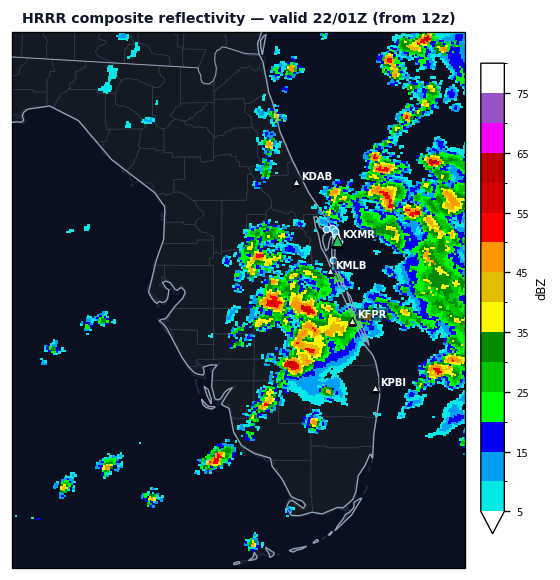 HRRR composite reflectivity — valid 22/01Z (from 12z)
KDAB
KXMR
KMLB
KFPR
KPBI
75
65
55
45
35
25
15
5
dBZ